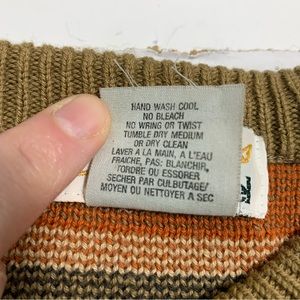 HAND WASH COOL
NO BLEACH
NO WRING OR TWIST
TUMBLE DRY MEDIUM
OR DRY CLEAN
LAVER A LA MAIN, A L'EAU
FRAICHE, PAS: BLANCHIR,
TORDRE OU ESSORER
SECHER PAR CULBUTAGE/
MOYEN OU NETTOYER A SEC